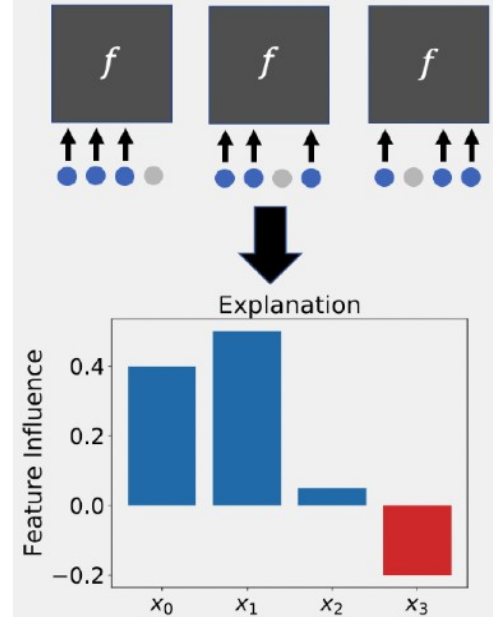 f f f
Explanation
Feature Influence
0.4
0.2
0.0
−0.2
x₀ x₁ x₂ x₃